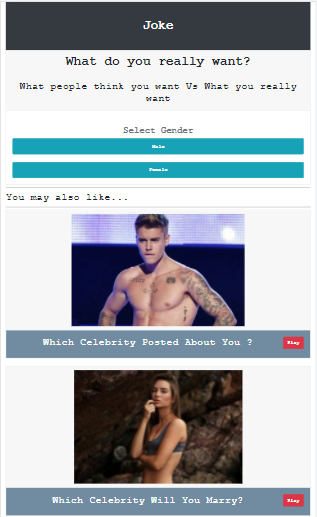 Joke
What do you really want?
What people think you want Vs What you really
want
Select Gender
Male
Female
You may also like...
Which Celebrity Posted About You ?
Play
Which Celebrity Will You Marry?
Play